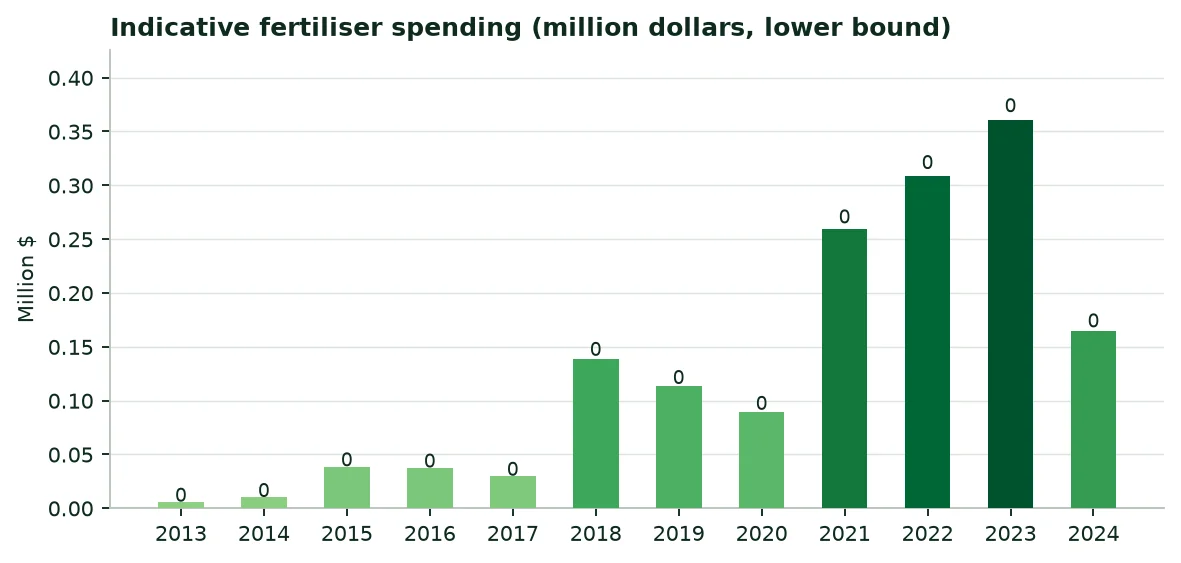 Indicative fertiliser spending (million dollars, lower bound)
Million $
0.40
0.35
0.30
0.25
0.20
0.15
0.10
0.05
0.00
0 0 0 0 0 0 0 0 0 0 0 0
2013 2014 2015 2016 2017 2018 2019 2020 2021 2022 2023 2024